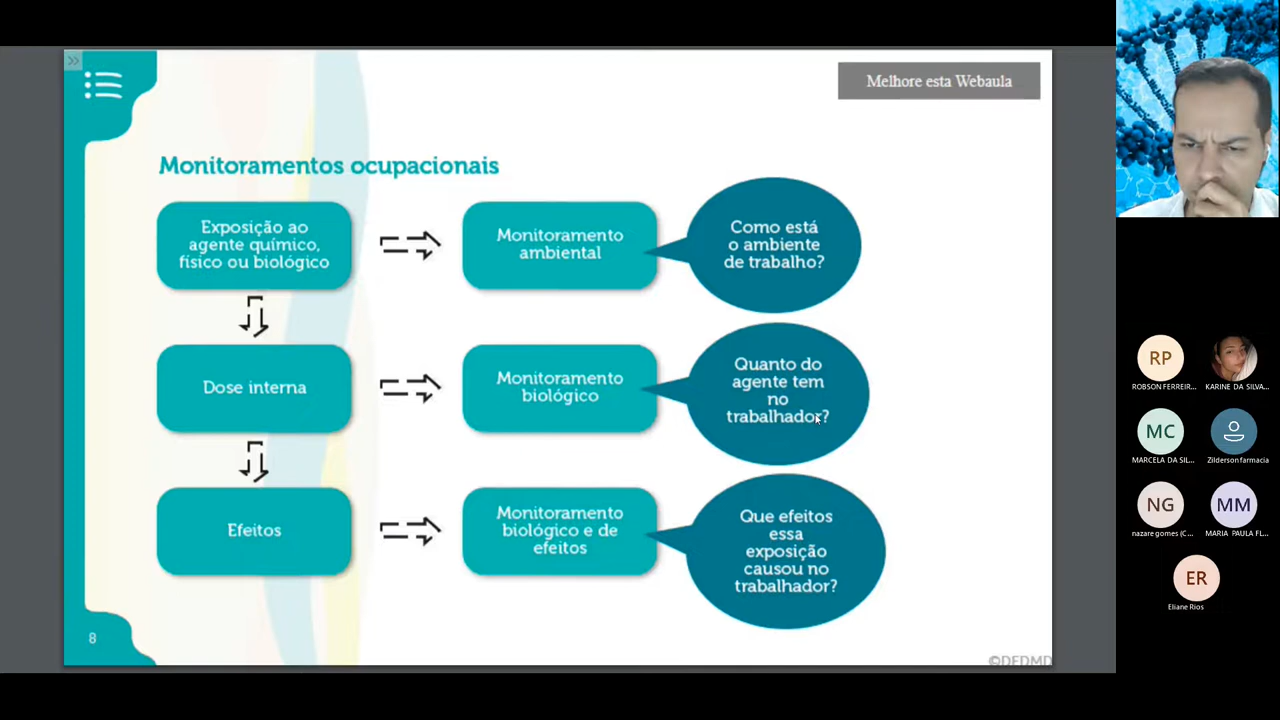 Melhore esta Webaula
Monitoramentos ocupacionais
Exposição ao
agente químico,
físico ou biológico
Monitoramento
ambiental
Como está
o ambiente
de trabalho?
Dose interna
Monitoramento
biológico
Quanto do
agente tem
no
trabalhador?
Efeitos
Monitoramento
biológico e de
efeitos
Que efeitos
essa
exposição
causou no
trabalhador?
8
©DEDMD
RP
ROBSON FERREIR...
KARINE DA SILVA...
MC
MARCELA DA SIL...
Zilderson farmacia
NG
nazare gomes (C...
MM
MARIA PAULA FL...
ER
Eliane Rios